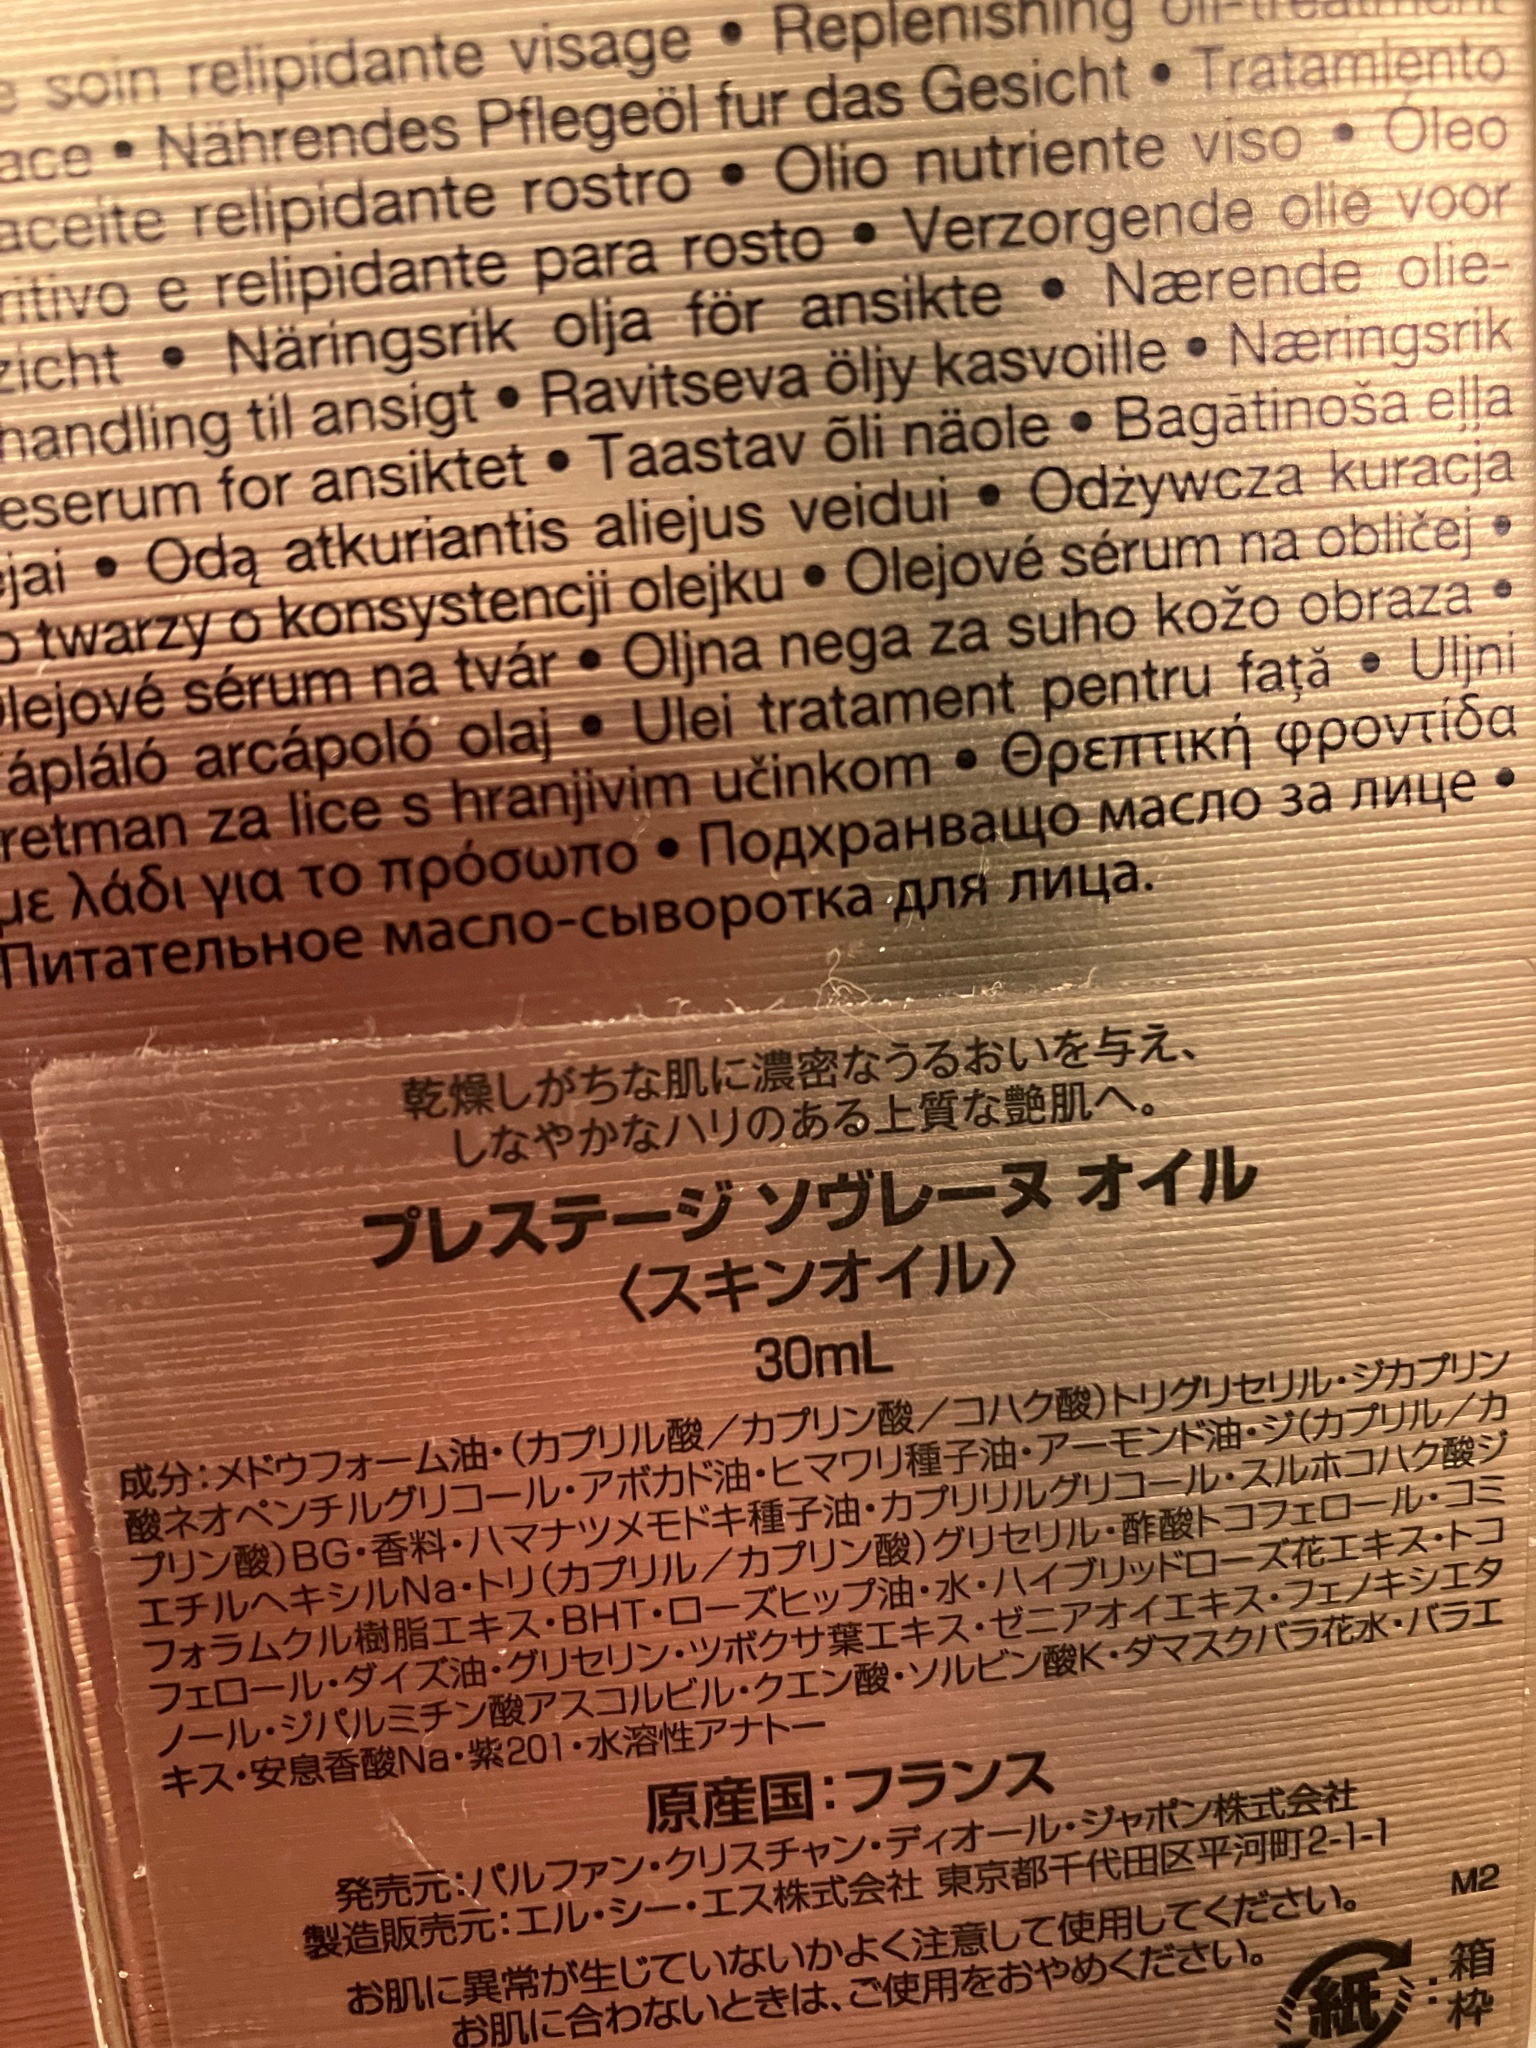 e soin relipidante visage • Replenishing oil-treatment
ace • Nährendes Pflegeöl fur das Gesicht • Tratamiento
aceite relipidante rostro • Olio nutriente viso • Óleo
ritivo e relipidante para rosto • Verzorgende olie voor
zicht • Näringsrik olja för ansikte • Nærende olie-
handling til ansigt • Ravitseva öljy kasvoille • Næringsrik
eserum for ansiktet • Taastav õli näole • Bagātinoša eļļa
ejai • Odą atkuriantis aliejus veidui • Odżywcza kuracja
o twarzy o konsystencji olejku • Olejové sérum na obličej •
lejové sérum na tvár • Oljna nega za suho kožo obraza •
ápláló arcápoló olaj • Ulei tratament pentru faţă • Uljni
retman za lice s hranjivim učinkom • Θρεπτική φροντίδα
με λάδι για το πρόσωπο • Подхранващо масло за лице •
Питательное масло-сыворотка для лица.
乾燥しがちな肌に濃密なうるおいを与え、
しなやかなハリのある上質な艶肌へ。
プレステージ ソヴレーヌ オイル
〈スキンオイル〉
30mL
成分：メドウフォーム油・（カプリル酸／カプリン酸／コハク酸）トリグリセリル・ジカプリン
酸ネオペンチルグリコール・アボカド油・ヒマワリ種子油・アーモンド油・ジ（カプリル／カ
プリン酸）BG・香料・ハマナツメモドキ種子油・カプリリルグリコール・スルホコハク酸ジ
エチルヘキシルNa・トリ（カプリル／カプリン酸）グリセリル・酢酸トコフェロール・コミ
フォラムクル樹脂エキス・BHT・ローズヒップ油・水・ハイブリッドローズ花エキス・トコ
フェロール・ダイズ油・グリセリン・ツボクサ葉エキス・ゼニアオイエキス・フェノキシエタ
ノール・ジパルミチン酸アスコルビル・クエン酸・ソルビン酸K・ダマスクバラ花水・バラエ
キス・安息香酸Na・紫201・水溶性アナトー
原産国：フランス
発売元：パルファン・クリスチャン・ディオール・ジャポン株式会社
製造販売元：エル・シー・エス株式会社 東京都千代田区平河町2-1-1
お肌に異常が生じていないかよく注意して使用してください。
お肌に合わないときは、ご使用をおやめください。
M2
紙：箱
枠